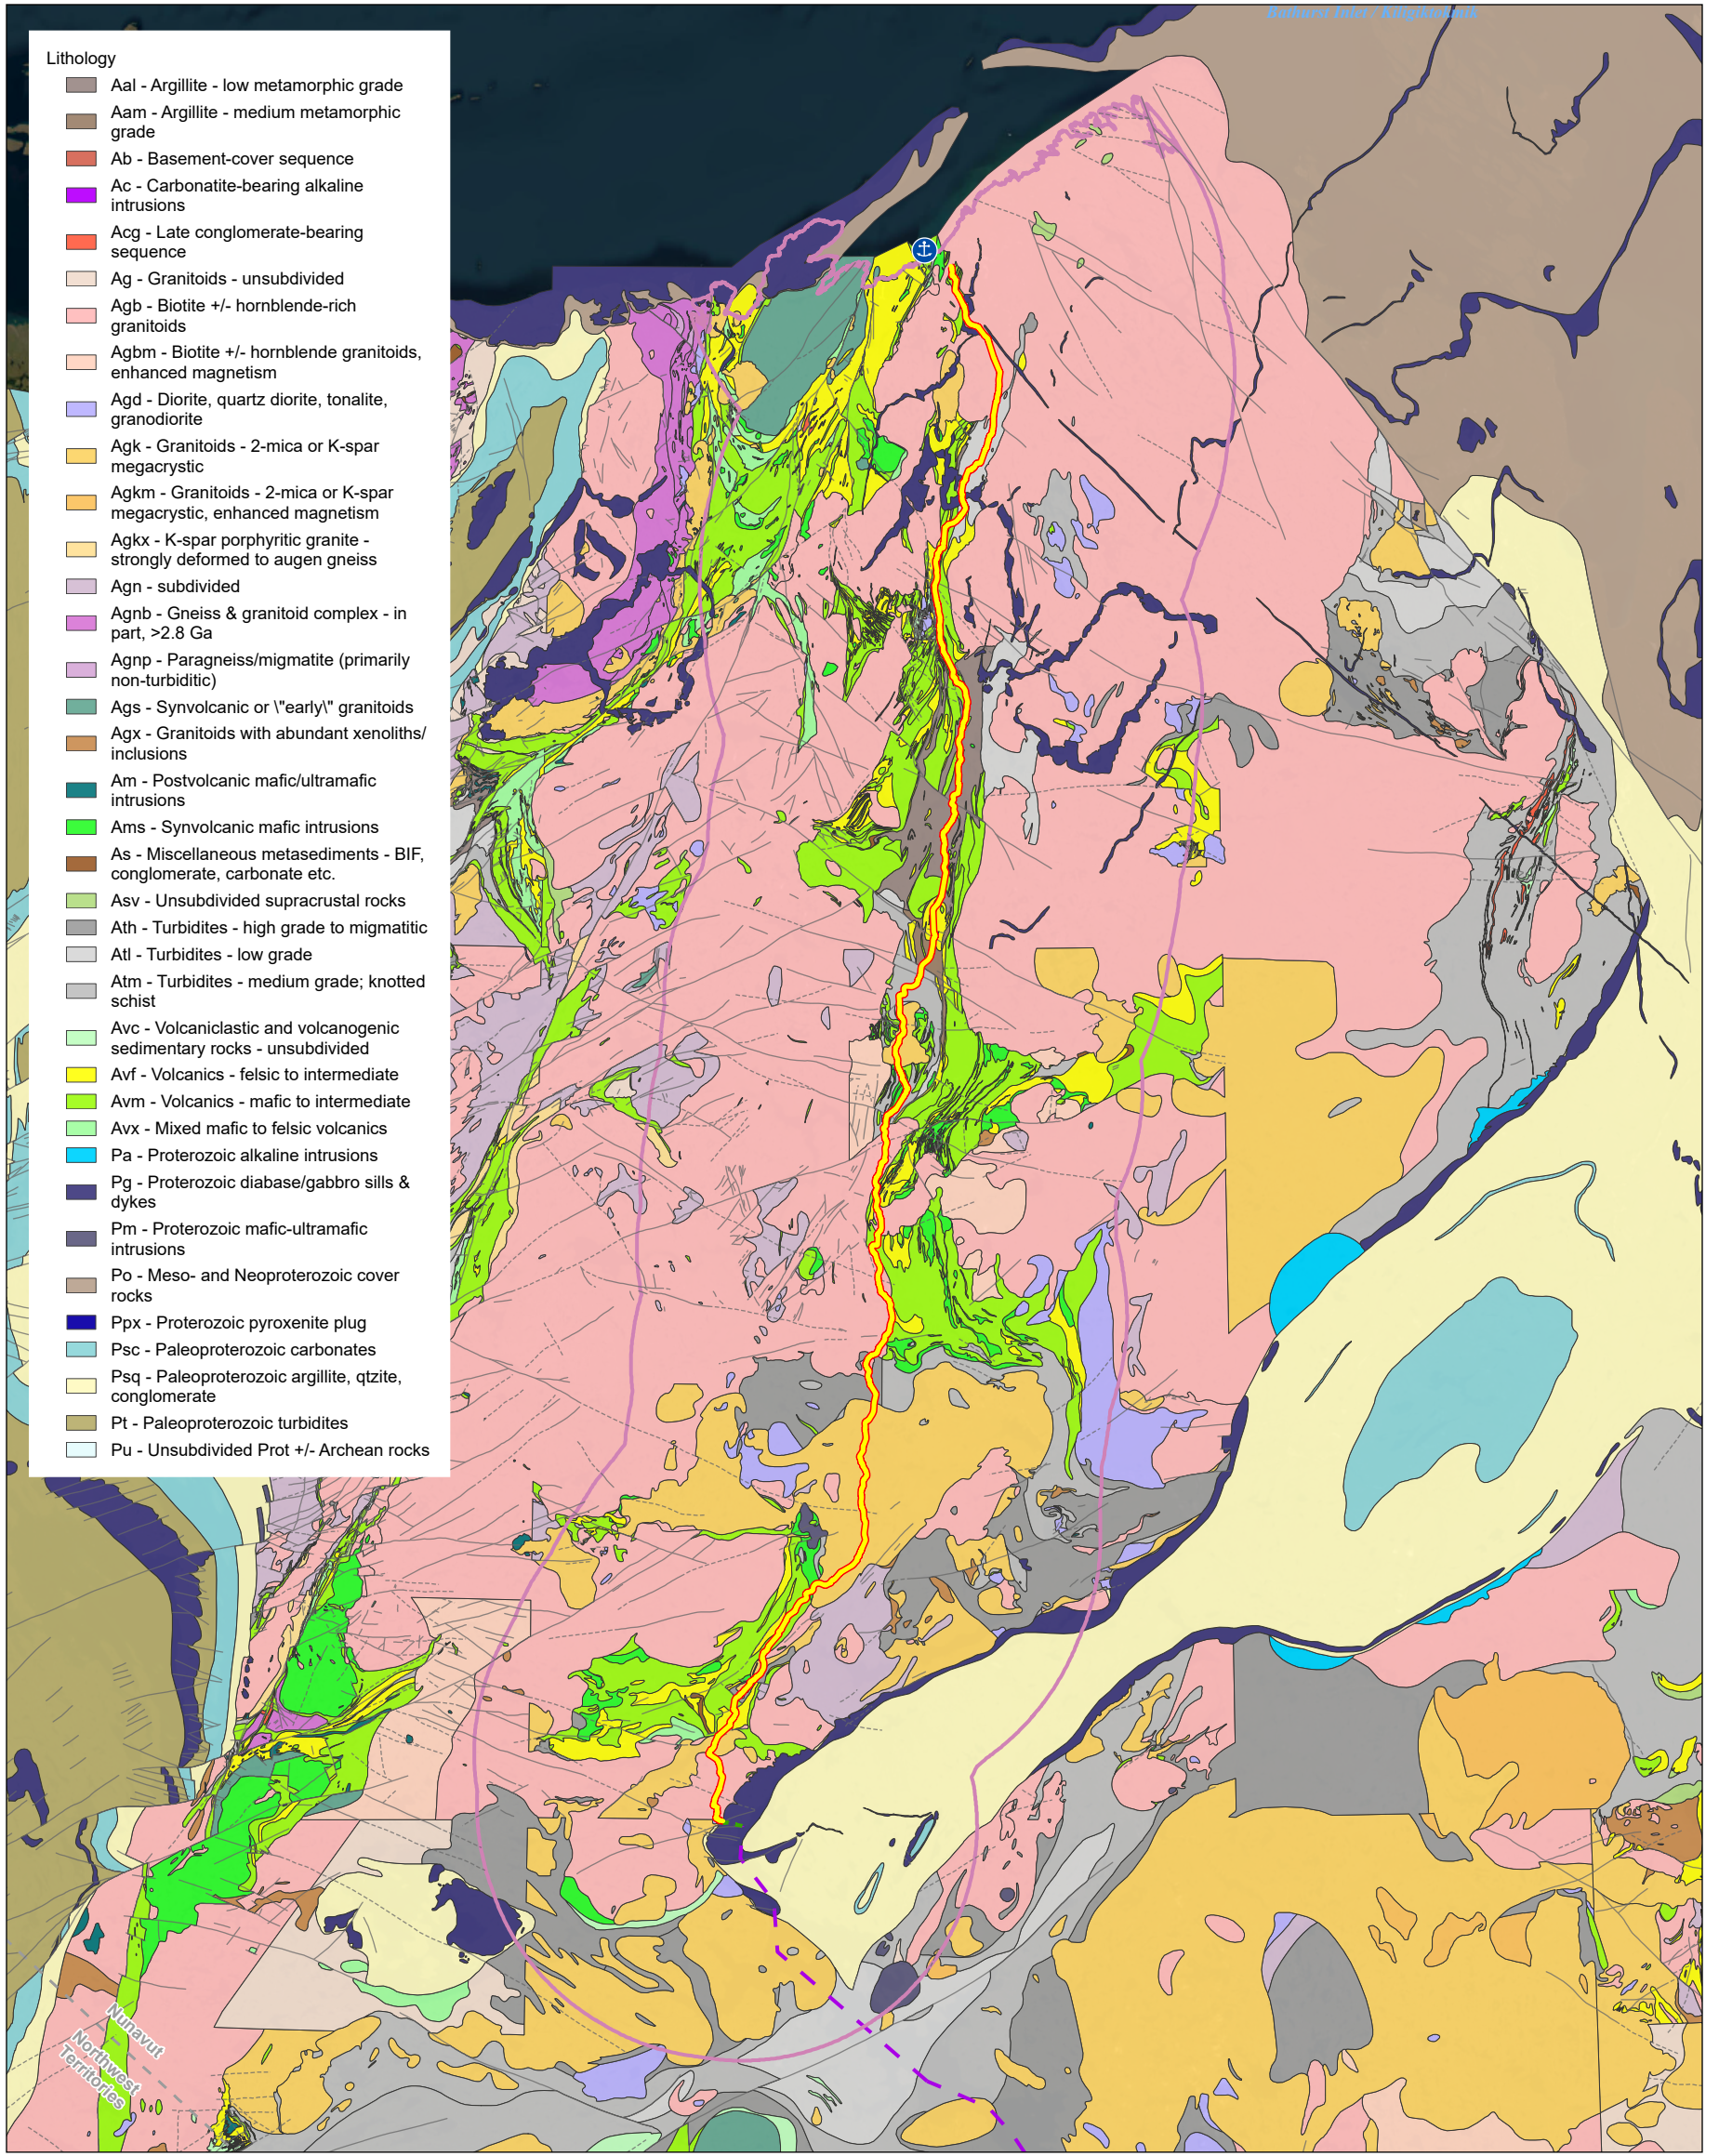 Bathurst Inlet / Kiligiktokmik
Lithology
Aal - Argillite - low metamorphic grade
Aam - Argillite - medium metamorphic
grade
Ab - Basement-cover sequence
Ac - Carbonatite-bearing alkaline
intrusions
Acg - Late conglomerate-bearing
sequence
Ag - Granitoids - unsubdivided
Agb - Biotite +/- hornblende-rich
granitoids
Agbm - Biotite +/- hornblende granitoids,
enhanced magnetism
Agd - Diorite, quartz diorite, tonalite,
granodiorite
Agk - Granitoids - 2-mica or K-spar
megacrystic
Agkm - Granitoids - 2-mica or K-spar
megacrystic, enhanced magnetism
Agkx - K-spar porphyritic granite -
strongly deformed to augen gneiss
Agn - subdivided
Agnb - Gneiss & granitoid complex - in
part, >2.8 Ga
Agnp - Paragneiss/migmatite (primarily
non-turbiditic)
Ags - Synvolcanic or \"early\" granitoids
Agx - Granitoids with abundant xenoliths/
inclusions
Am - Postvolcanic mafic/ultramafic
intrusions
Ams - Synvolcanic mafic intrusions
As - Miscellaneous metasediments - BIF,
conglomerate, carbonate etc.
Asv - Unsubdivided supracrustal rocks
Ath - Turbidites - high grade to migmatitic
Atl - Turbidites - low grade
Atm - Turbidites - medium grade; knotted
schist
Avc - Volcaniclastic and volcanogenic
sedimentary rocks - unsubdivided
Avf - Volcanics - felsic to intermediate
Avm - Volcanics - mafic to intermediate
Avx - Mixed mafic to felsic volcanics
Pa - Proterozoic alkaline intrusions
Pg - Proterozoic diabase/gabbro sills &
dykes
Pm - Proterozoic mafic-ultramafic
intrusions
Po - Meso- and Neoproterozoic cover
rocks
Ppx - Proterozoic pyroxenite plug
Psc - Paleoproterozoic carbonates
Psq - Paleoproterozoic argillite, qtzite,
conglomerate
Pt - Paleoproterozoic turbidites
Pu - Unsubdivided Prot +/- Archean rocks
Nunavut
Northwest
Territories